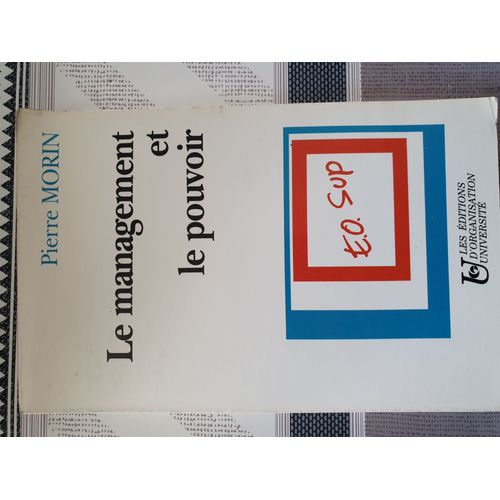 Pierre MORIN
Le management
et
le pouvoir
E.O. SUP
LES ÉDITIONS
D'ORGANISATION
UNIVERSITÉ